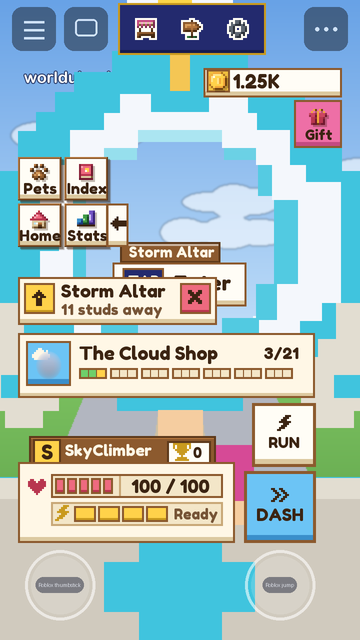 1.25K
Gift
Pets
Index
Home
Stats
Storm Altar
Storm Altar
11 studs away
The Cloud Shop
3/21
RUN
S
SkyClimber
0
100 / 100
Ready
DASH
Roblox thumbstick
Roblox jump